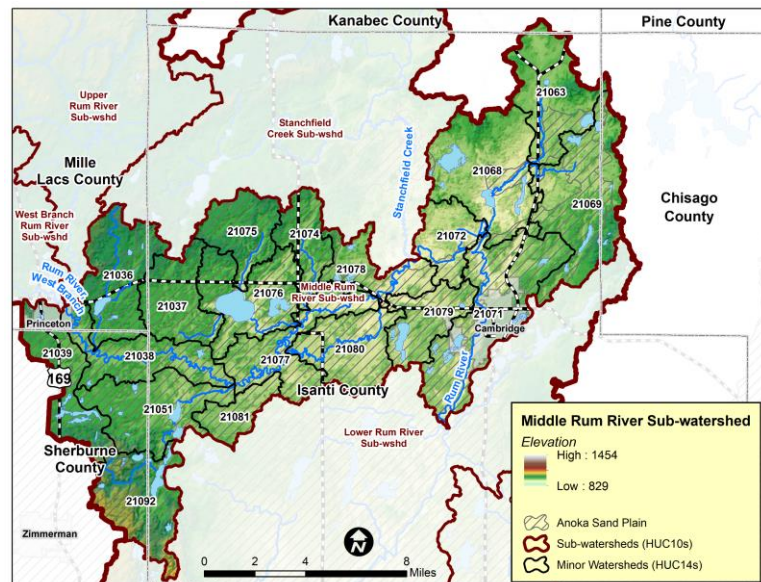 Kanabec County
Pine County
Upper
Rum River
Sub-wshd
Stanchfield
Creek Sub-wshd
Stanchfield Creek
21063
21068
21069
Mille
Lacs County
Chisago
County
West Branch
Rum River
Sub-wshd
Rum River
West Branch
21036
21075
21074
21072
21078
21037
21076
Middle Rum
River Sub-wshd
Princeton
21039
21038
21077
21080
21079
21071
Cambridge
169
21051
21081
Isanti County
Rum River
Lower Rum River
Sub-wshd
Sherburne
County
21092
Zimmerman
N
0 2 4 8
Miles
Middle Rum River Sub-watershed
Elevation
High : 1454
Low : 829
Anoka Sand Plain
Sub-watersheds (HUC10s)
Minor Watersheds (HUC14s)